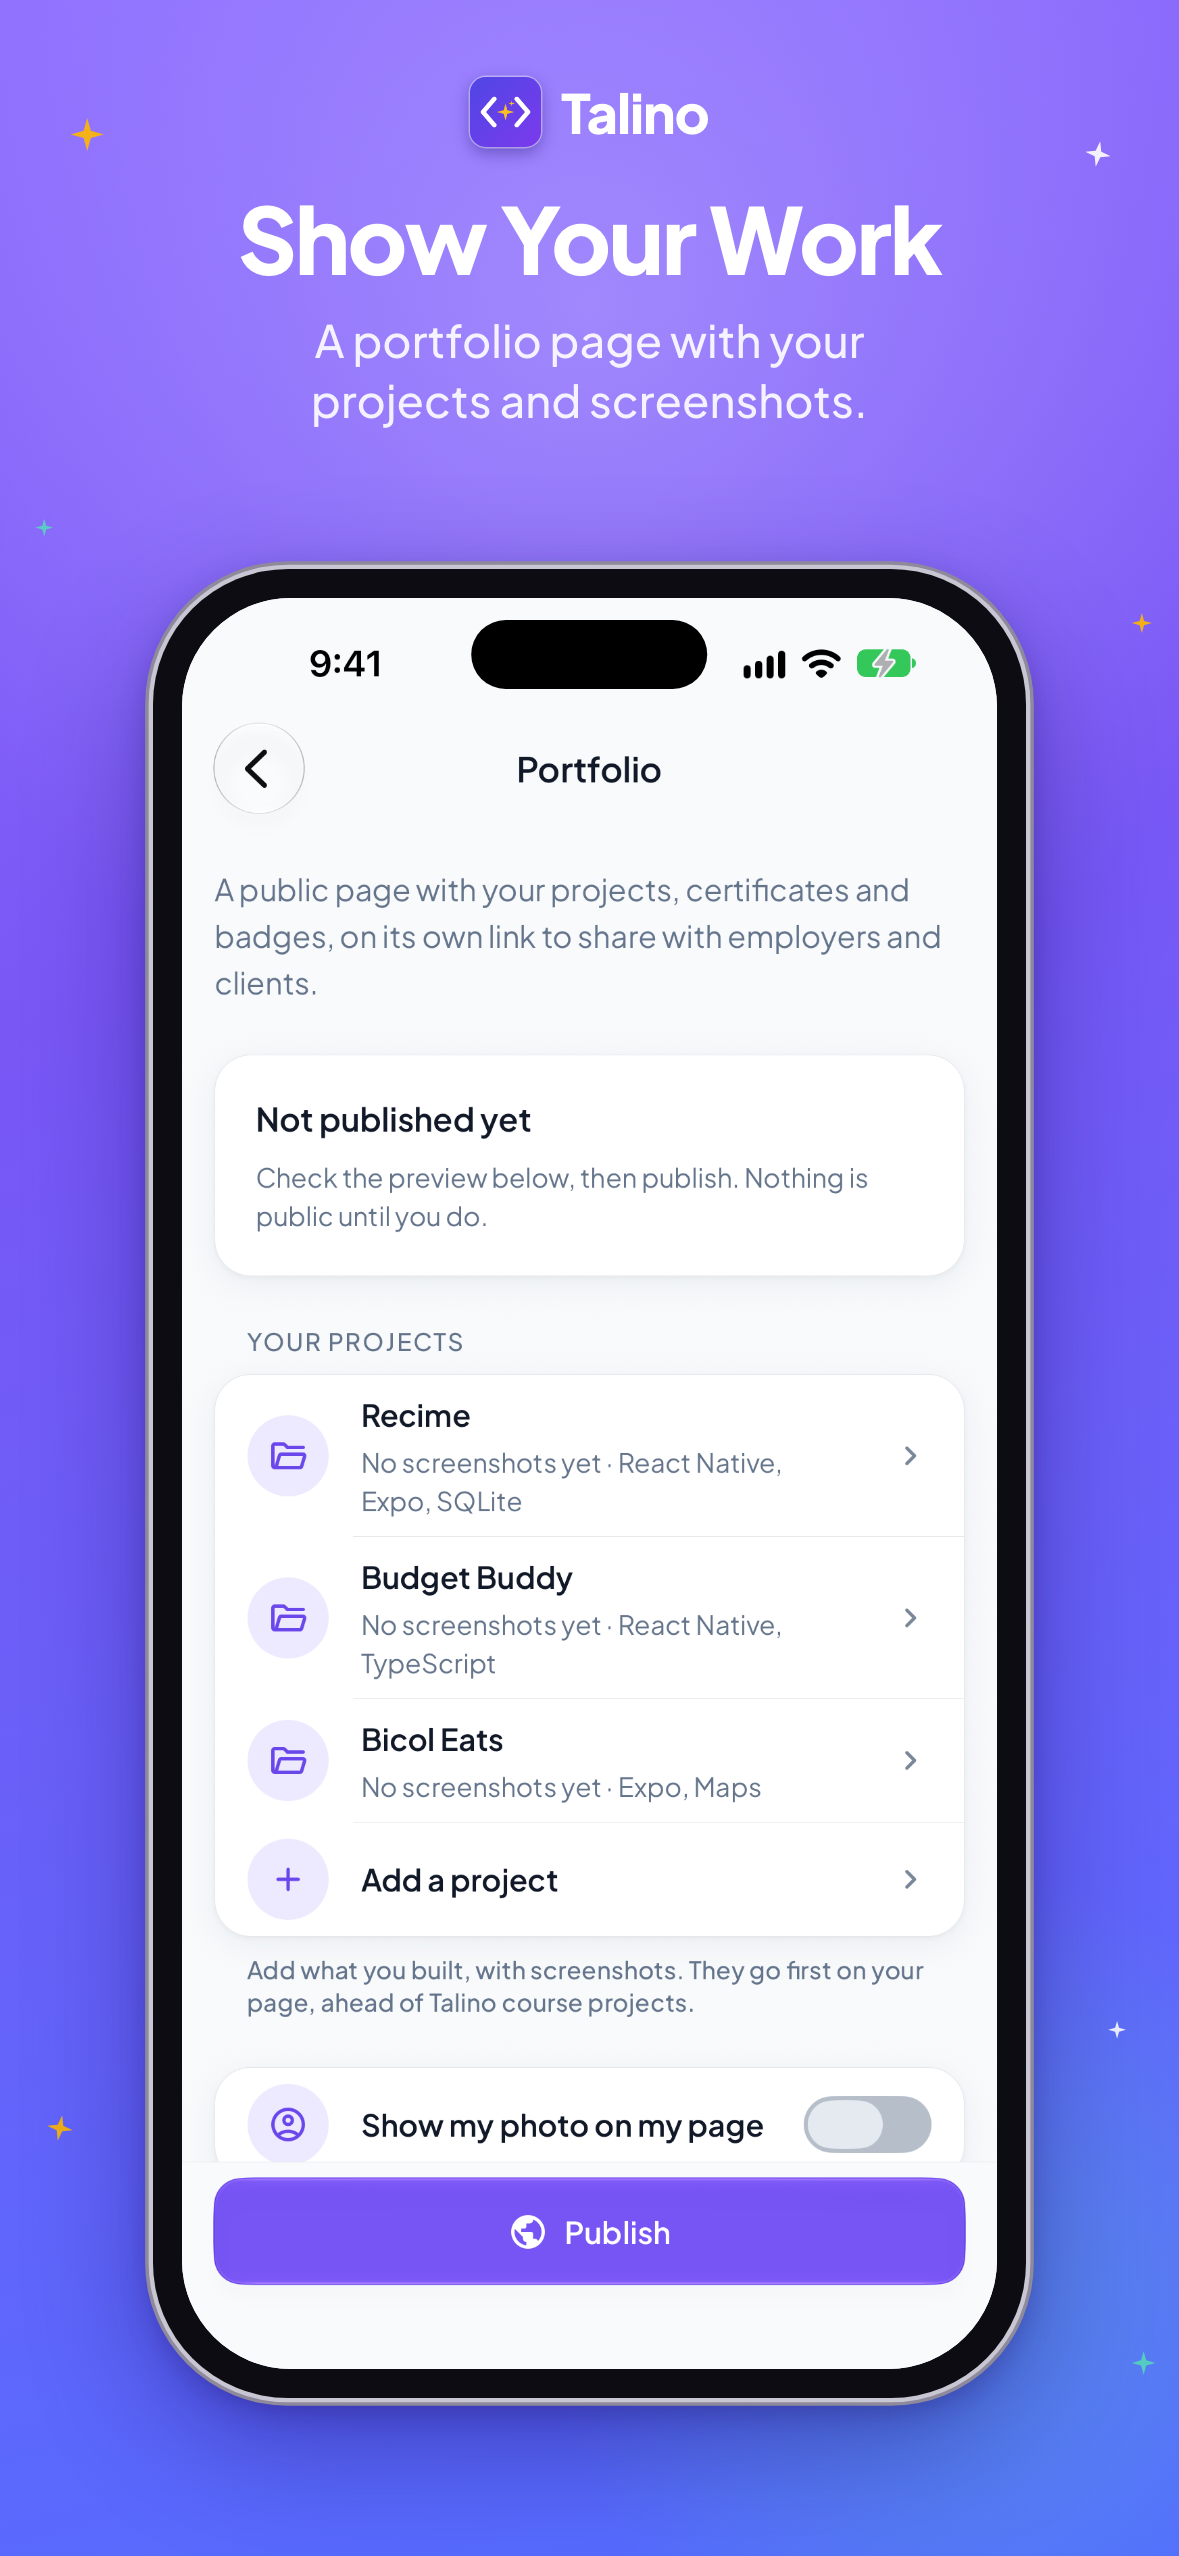 Talino
Show Your Work
A portfolio page with your
projects and screenshots.
9:41
Portfolio
A public page with your projects, certificates and
badges, on its own link to share with employers and
clients.
Not published yet
Check the preview below, then publish. Nothing is
public until you do.
YOUR PROJECTS
Recime
No screenshots yet · React Native,
Expo, SQLite
Budget Buddy
No screenshots yet · React Native,
TypeScript
Bicol Eats
No screenshots yet · Expo, Maps
Add a project
Add what you built, with screenshots. They go first on your
page, ahead of Talino course projects.
Show my photo on my page
Publish